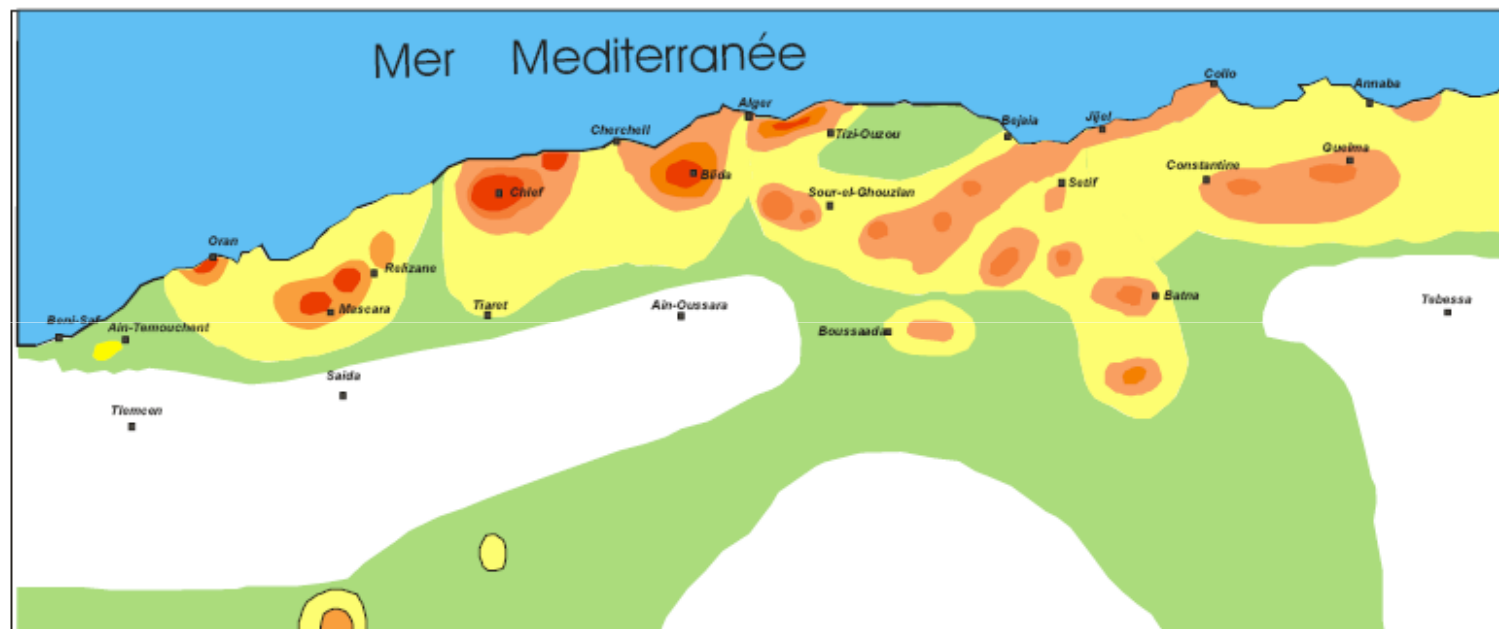 Mer Mediterranée
Collo
Annaba
Alger
Jijel
Chercheil
Tizi-Ouzou
Bejaia
Guelma
Constantine
Blida
Chlef
Setif
Sour-el-Ghouzlan
Oran
Relizane
Batna
Tebessa
Mascara
Tiaret
Ain-Oussara
Beni-Saf
Ain-Temouchent
Boussaada
Saida
Tlemcen